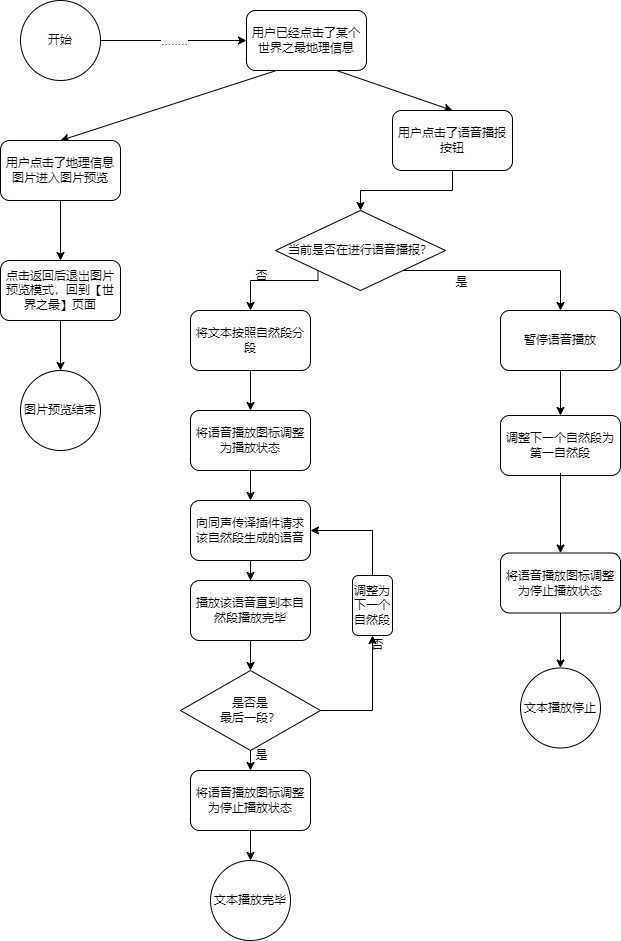 开始
........
用户已经点击了某个
世界之最地理信息
用户点击了地理信息
图片进入图片预览
点击返回后退出图片
预览模式，回到【世
界之最】页面
图片预览结束
用户点击了语音播报
按钮
当前是否在进行语音播报?
否
是
将文本按照自然段分
段
将语音播放图标调整
为播放状态
向同声传译插件请求
该自然段生成的语音
播放该语音直到本自
然段播放完毕
是否是
最后一段?
否
调整为
下一个
自然段
是
将语音播放图标调整
为停止播放状态
文本播放完毕
暂停语音播放
调整下一个自然段为
第一自然段
将语音播放图标调整
为停止播放状态
文本播放停止